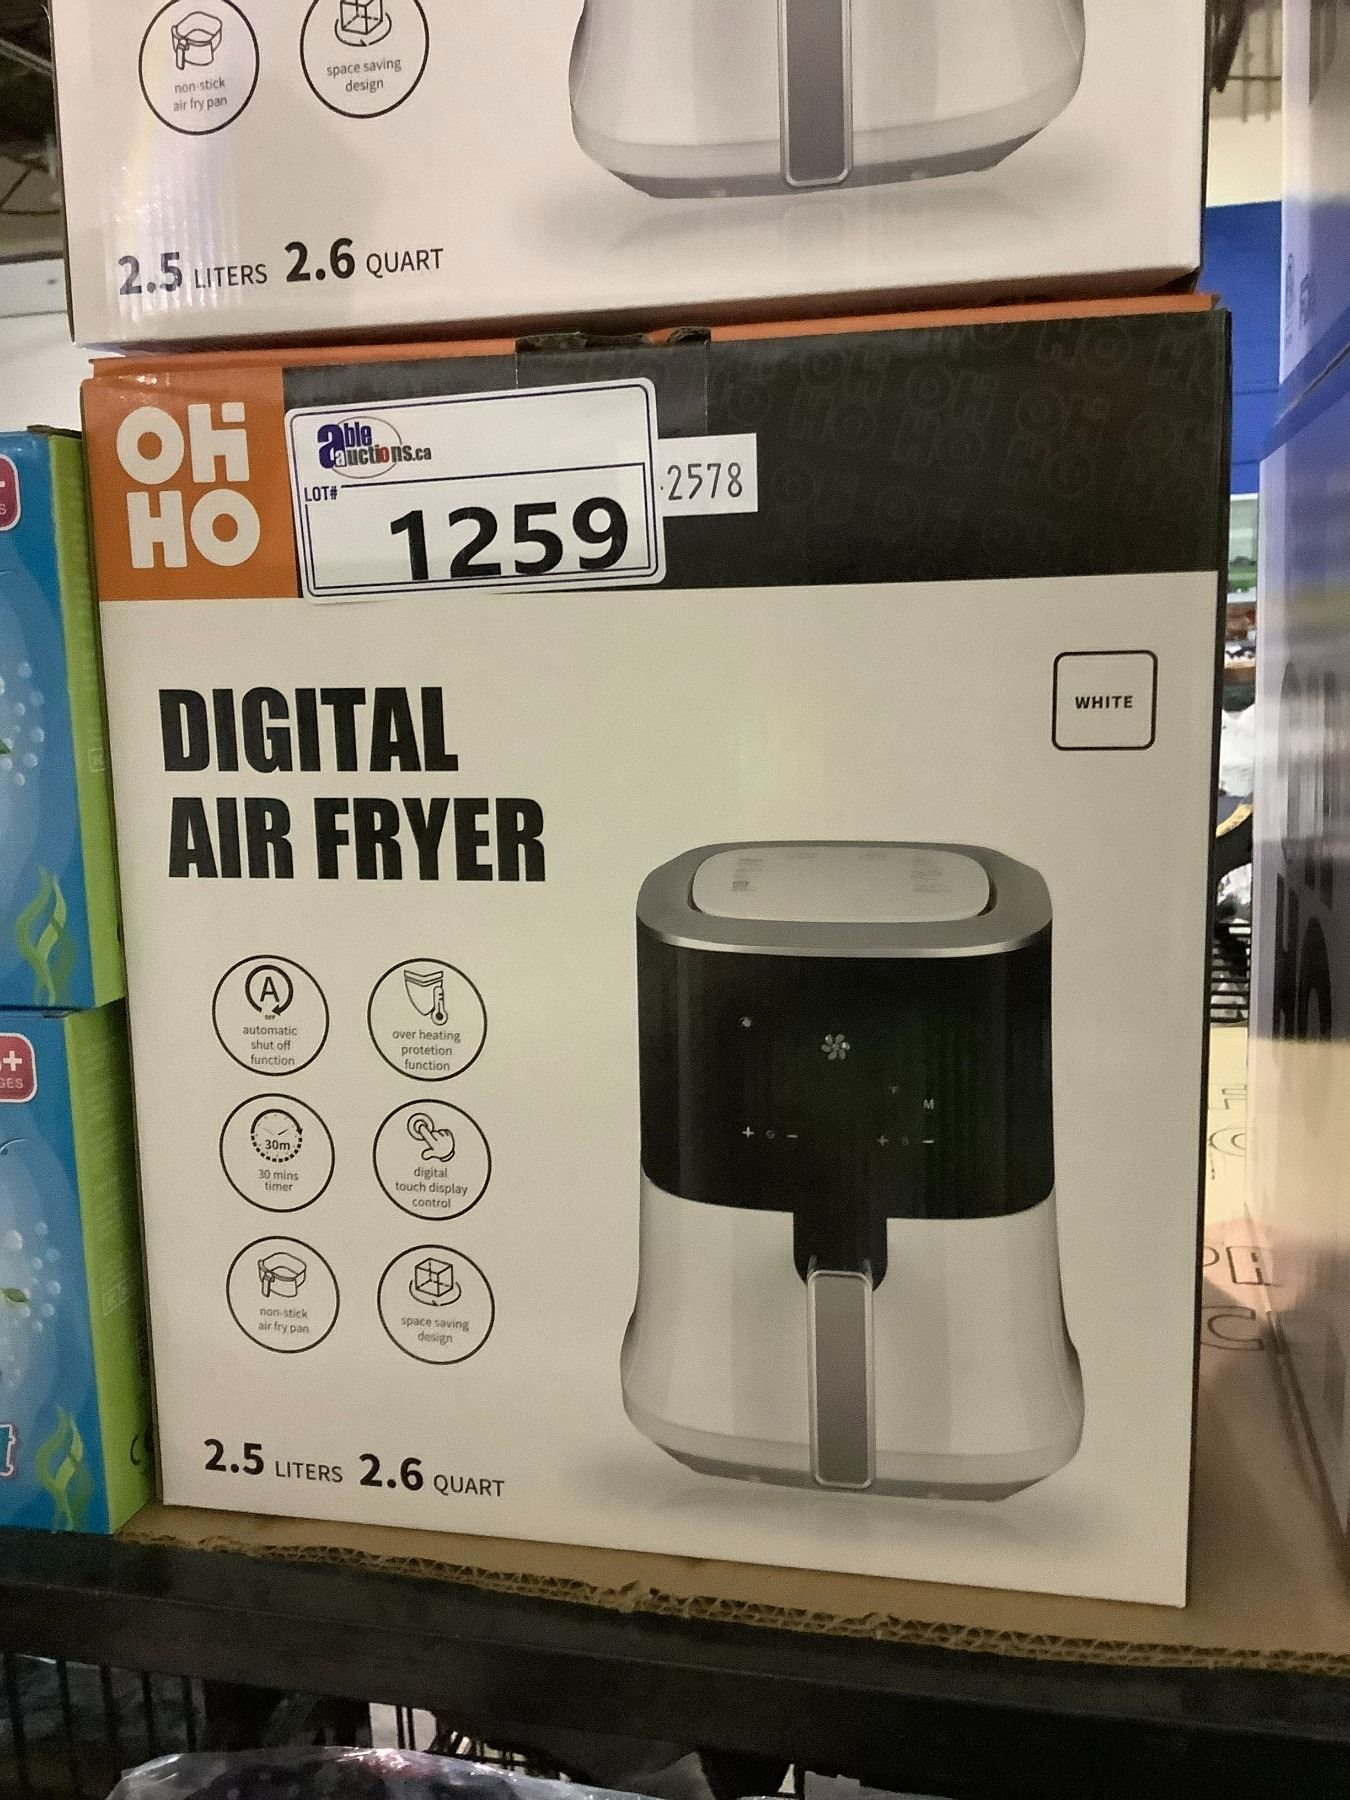 non-stick
air fry pan
space saving
design
2.5 LITERS 2.6 QUART
OH
HO
able
auctions.ca
LOT#
1259
2578
WHITE
DIGITAL
AIR FRYER
A
OFF
automatic
shut off
function
over heating
protetion
function
30m
30 mins
timer
digital
touch display
control
non-stick
air fry pan
space saving
design
°F
M
2.5 LITERS 2.6 QUART